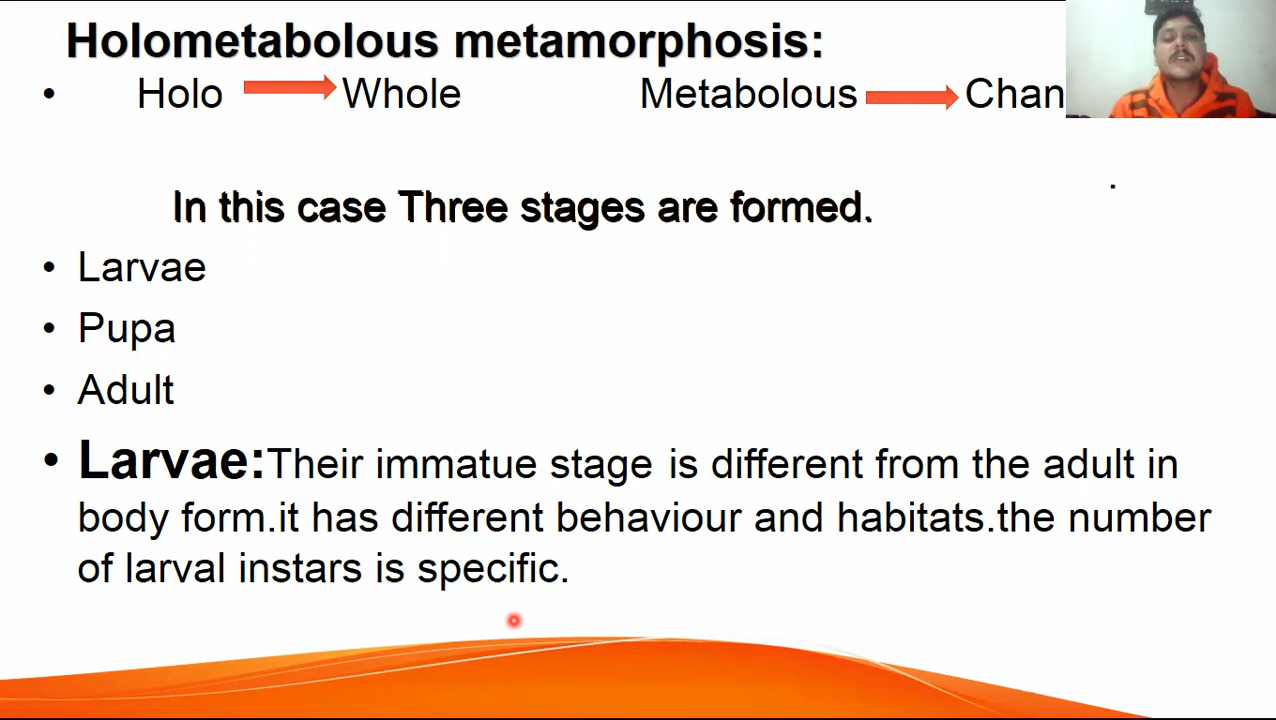 Holometabolous metamorphosis:
• Holo Whole Metabolous Chan
In this case Three stages are formed.
• Larvae
• Pupa
• Adult
• Larvae:Their immatue stage is different from the adult in
body form.it has different behaviour and habitats.the number
of larval instars is specific.